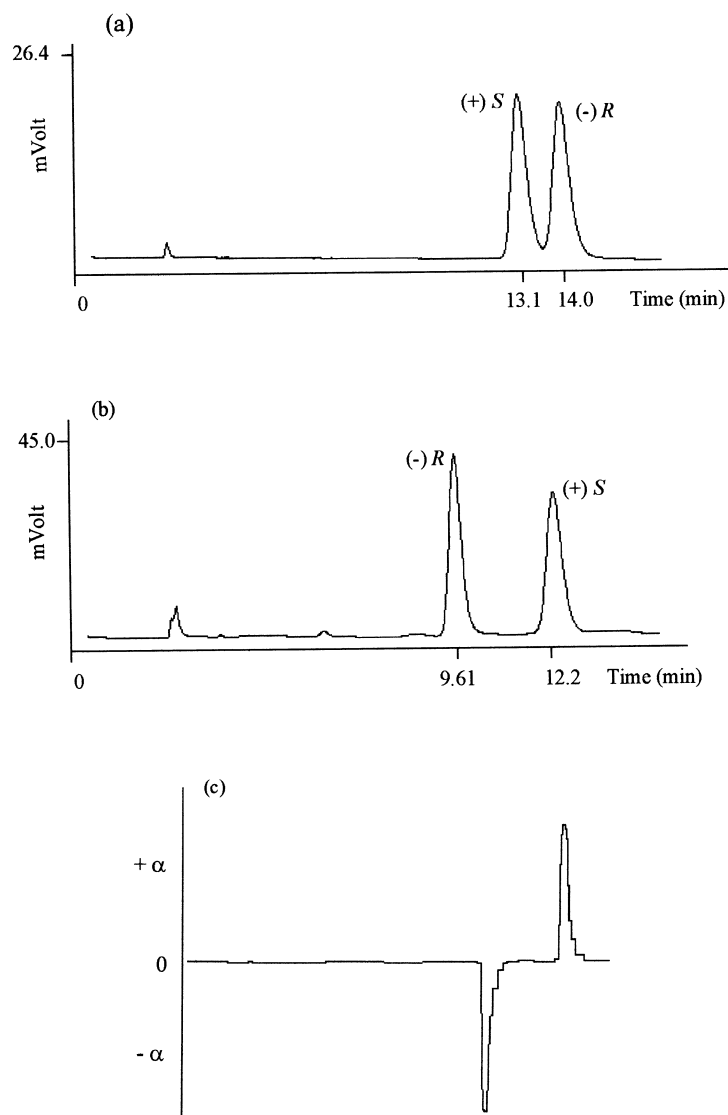 (a)
26.4
mVolt
(+) S
(-) R
0
13.1
14.0
Time (min)
(b)
45.0
mVolt
(-) R
(+) S
0
9.61
12.2
Time (min)
(c)
+ α
0
- α